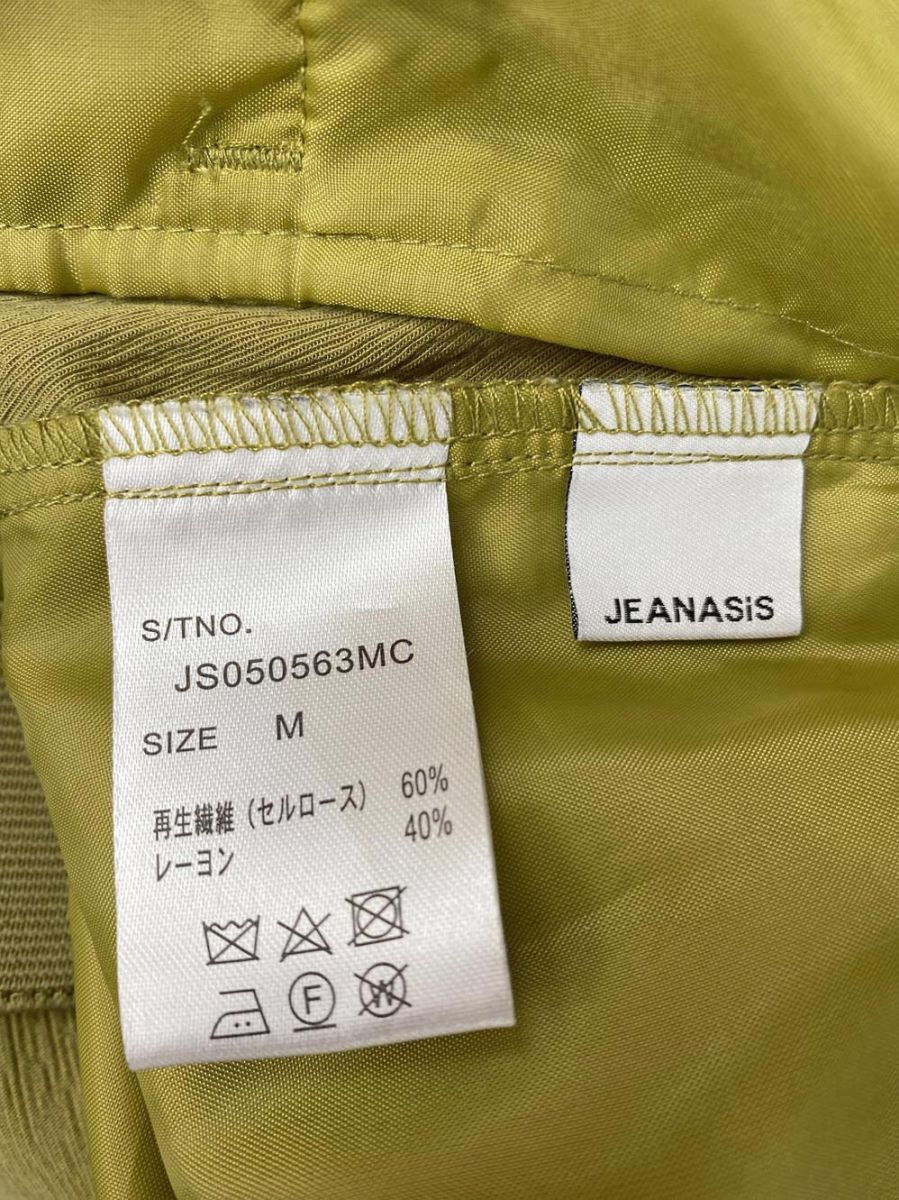 S/TNO.
JS050563MC
SIZE M
再生繊維（セルロース） 60%
レーヨン 40%
F
W
JEANASiS